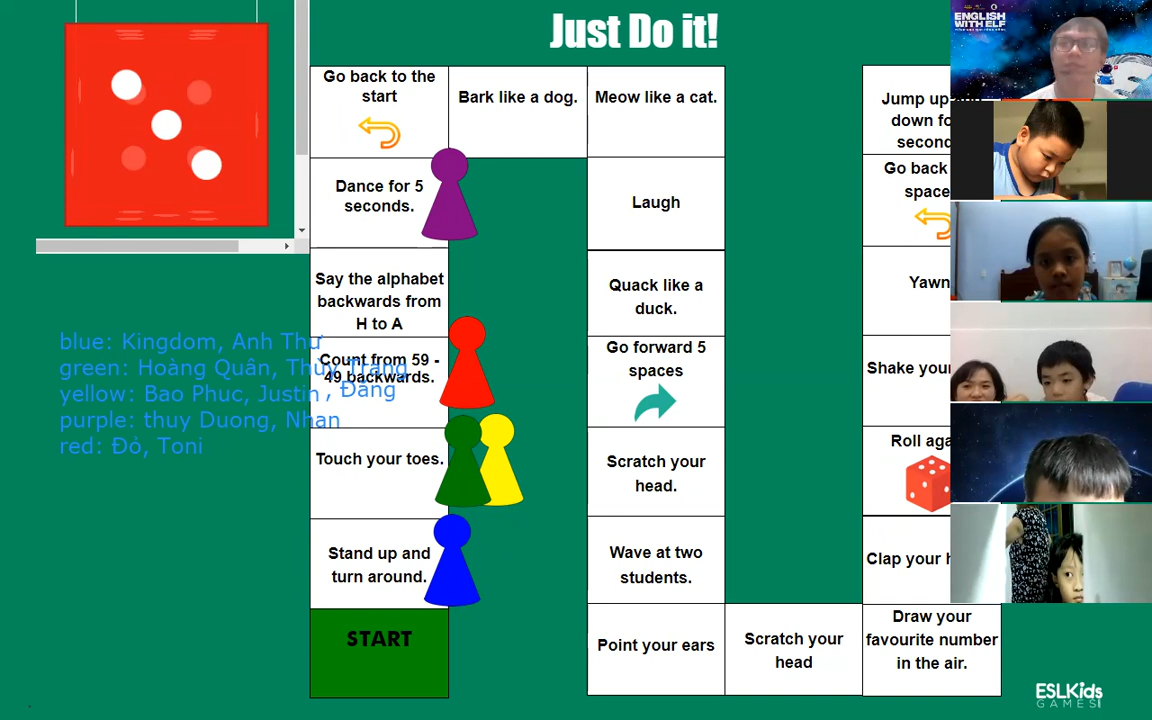 Just Do it!
ENGLISH
WITH ELF
Go back to the
start
Bark like a dog.
Meow like a cat.
Jump up and
down fo
second
Dance for 5
seconds.
Laugh
Go back
space
Say the alphabet
backwards from
H to A
Quack like a
duck.
Yawn
Count from 59 -
49 backwards.
Go forward 5
spaces
Shake your
Touch your toes.
Scratch your
head.
Roll aga
Stand up and
turn around.
Wave at two
students.
Clap your h
START
Point your ears
Scratch your
head
Draw your
favourite number
in the air.
blue: Kingdom, Anh Thư
green: Hoàng Quân, Thùy Trang
yellow: Bao Phuc, Justin , Đăng
purple: thuy Duong, Nhan
red: Đỏ, Toni
ESLKids
GAMES!